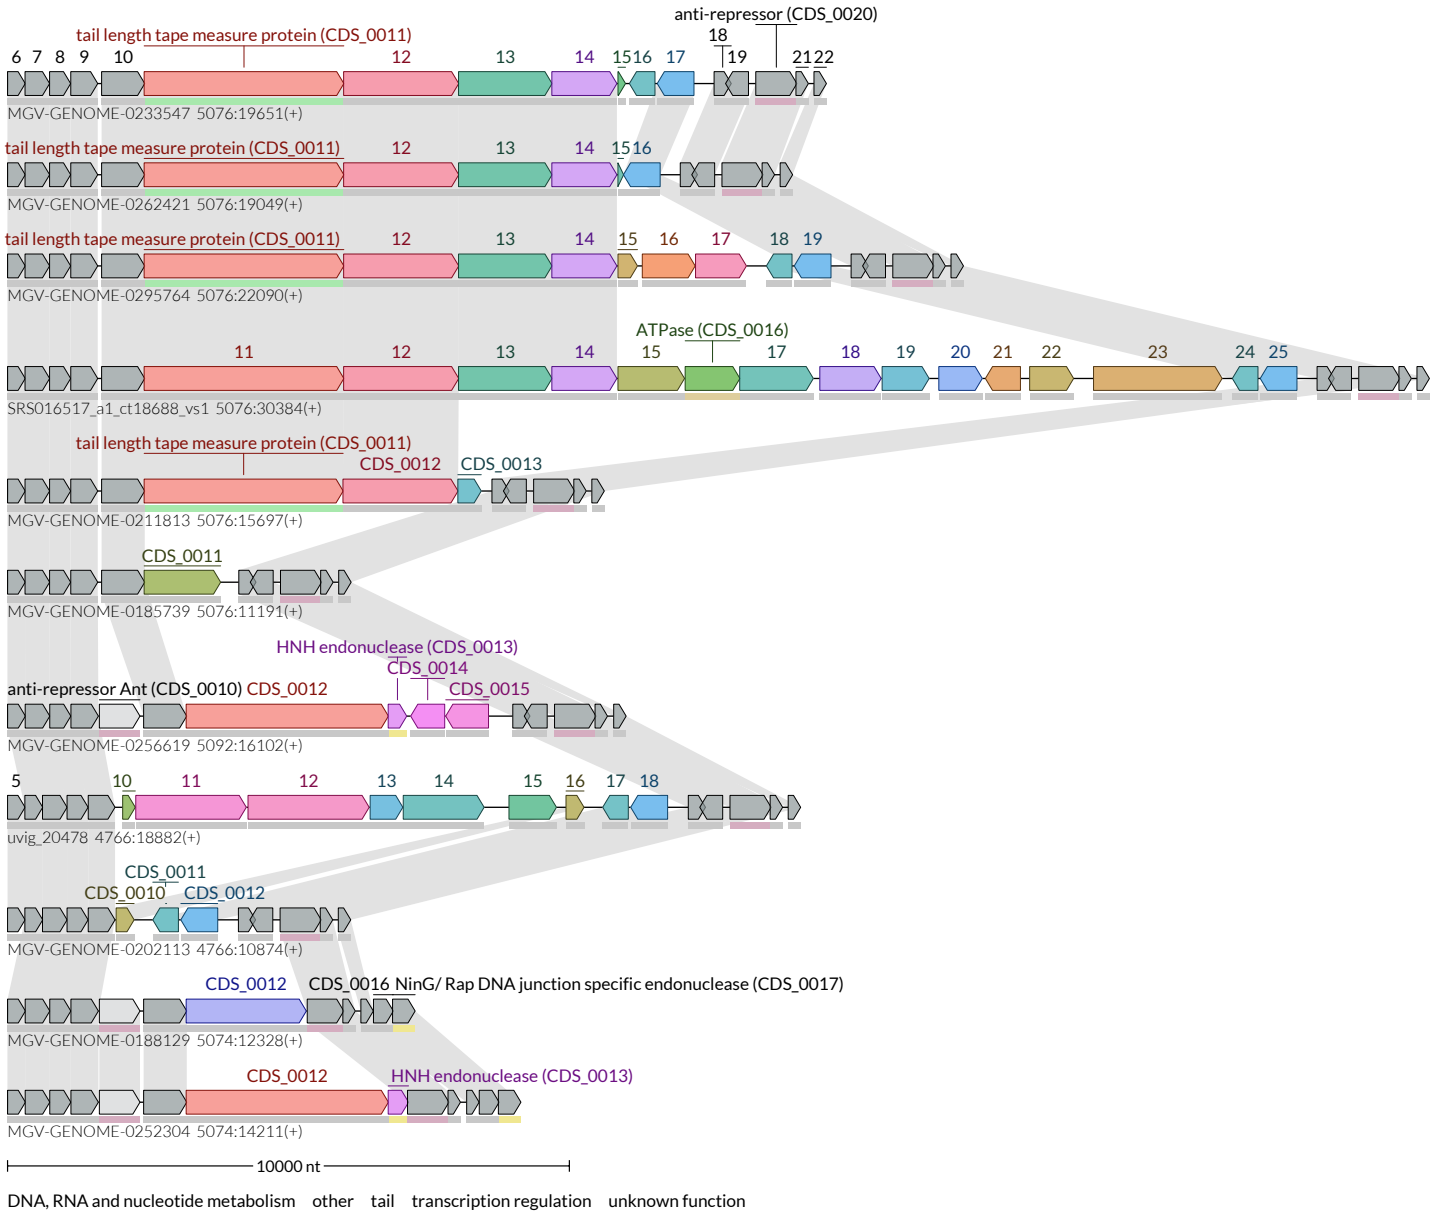 anti-repressor (CDS_0020)
tail length tape measure protein (CDS_0011) 18
6 7 8 9 10 12 13 14 15 16 17 19 21 22
MGV-GENOME-0233547 5076:19651(+)
tail length tape measure protein (CDS_0011) 12 13 14 15 16
MGV-GENOME-0262421 5076:19049(+)
tail length tape measure protein (CDS_0011) 12 13 14 15 16 17 18 19
MGV-GENOME-0295764 5076:22090(+)
ATPase (CDS_0016)
11 12 13 14 15 17 18 19 20 21 22 23 24 25
SRS016517_a1_ct18688_vs1 5076:30384(+)
tail length tape measure protein (CDS_0011)
CDS_0012 CDS_0013
MGV-GENOME-0211813 5076:15697(+)
CDS_0011
MGV-GENOME-0185739 5076:11191(+)
HNH endonuclease (CDS_0013)
CDS_0014
anti-repressor Ant (CDS_0010) CDS_0012 CDS_0015
MGV-GENOME-0256619 5092:16102(+)
5 10 11 12 13 14 15 16 17 18
uvig_20478 4766:18882(+)
CDS_0011
CDS_0010 CDS_0012
MGV-GENOME-0202113 4766:10874(+)
CDS_0012 CDS_0016 NinG/ Rap DNA junction specific endonuclease (CDS_0017)
MGV-GENOME-0188129 5074:12328(+)
CDS_0012 HNH endonuclease (CDS_0013)
MGV-GENOME-0252304 5074:14211(+)
10000 nt
DNA, RNA and nucleotide metabolism other tail transcription regulation unknown function